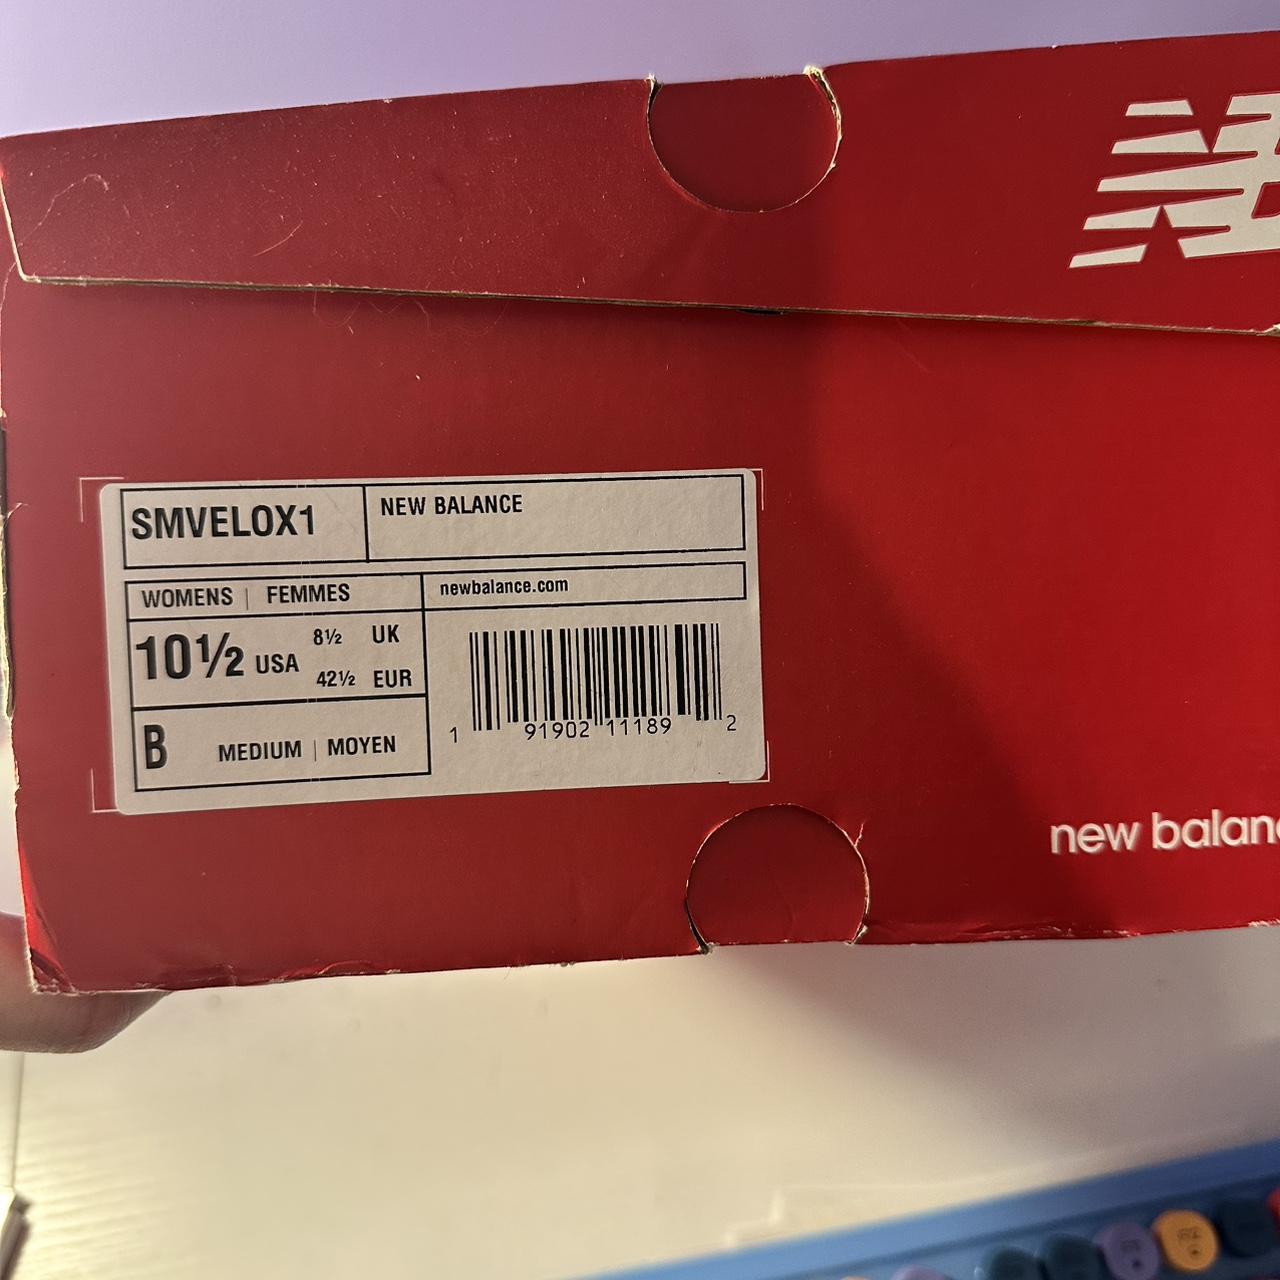 NB
SMVELOX1
NEW BALANCE
WOMENS | FEMMES
newbalance.com
10½ USA
8½ UK
42½ EUR
B MEDIUM | MOYEN
1 91902 11189 2
new balanc